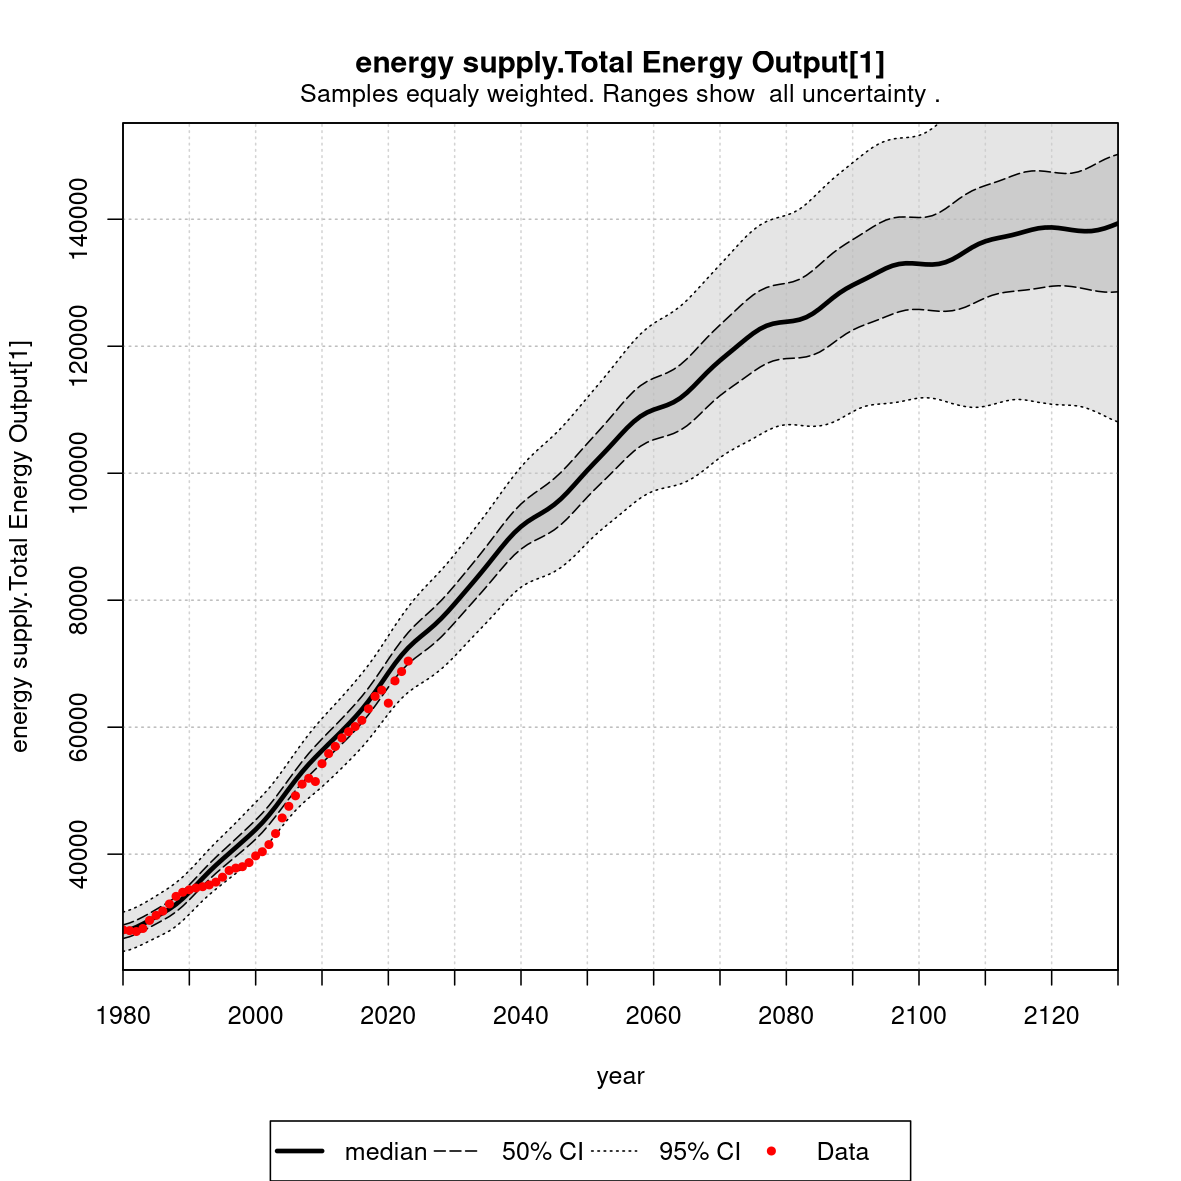 energy supply.Total Energy Output[1]
Samples equaly weighted. Ranges show  all uncertainty .
energy supply.Total Energy Output[1]
140000
120000
100000
80000
60000
40000
1980 2000 2020 2040 2060 2080 2100 2120
year
median 50% CI 95% CI Data